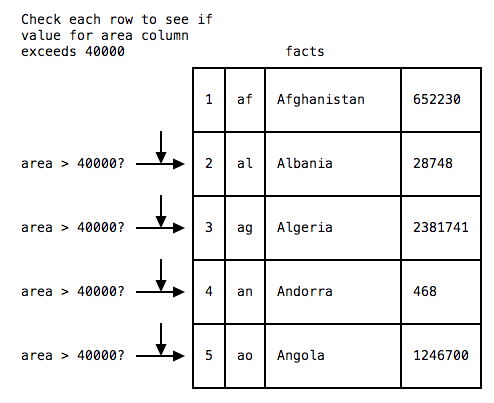 Check each row to see if
value for area column
exceeds 40000
facts
1 af Afghanistan 652230
area > 40000? 2 al Albania 28748
area > 40000? 3 ag Algeria 2381741
area > 40000? 4 an Andorra 468
area > 40000? 5 ao Angola 1246700